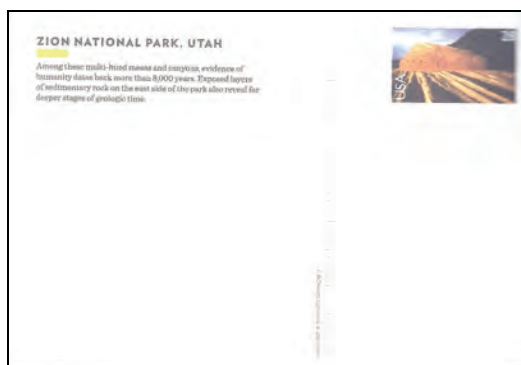 ZION NATIONAL PARK, UTAH
Among these multi-hued mesas and canyons, evidence of
humanity dates back more than 8,000 years. Exposed layers
of sedimentary rock on the east side of the park also reveal far
deeper stages of geologic time.
USA